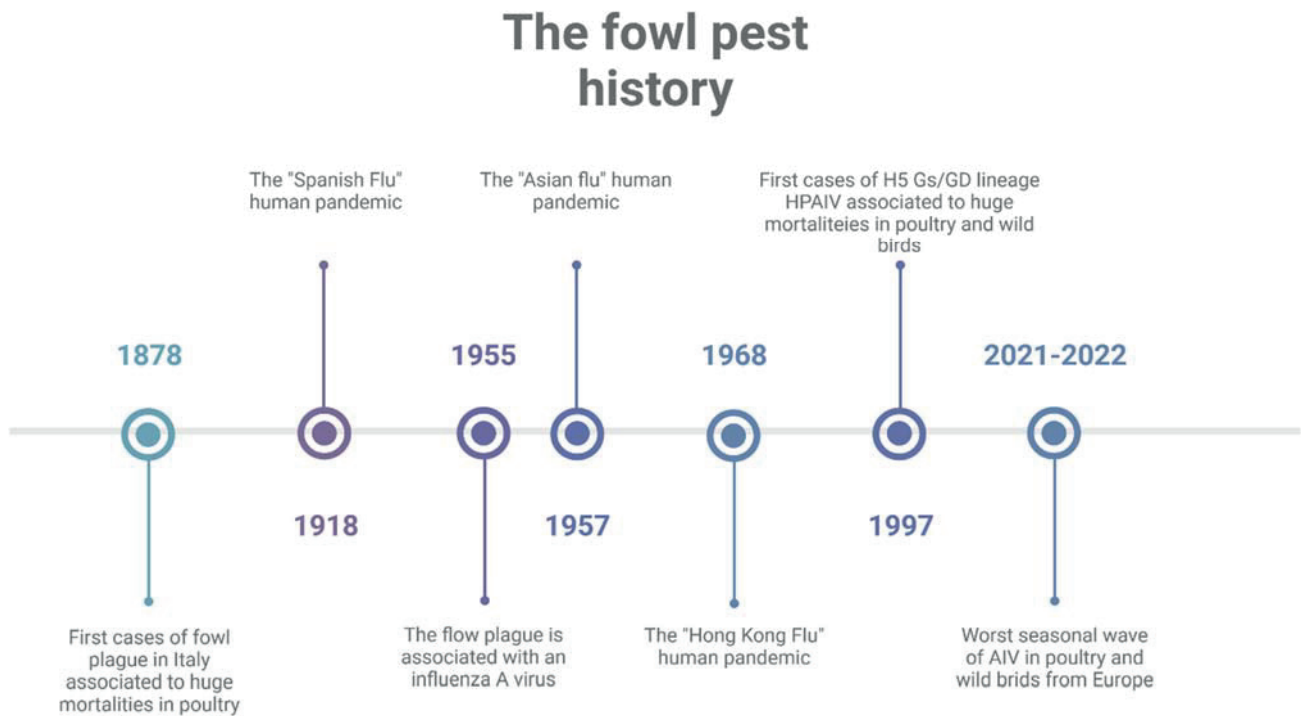 The fowl pest
history
The "Spanish Flu"
human pandemic
The "Asian flu" human
pandemic
First cases of H5 Gs/GD lineage
HPAIV associated to huge
mortaliteies in poultry and wild
birds
1878
1955
1968
2021-2022
1918
1957
1997
First cases of fowl
plague in Italy
associated to huge
mortalities in poultry
The flow plague is
associated with an
influenza A virus
The "Hong Kong Flu"
human pandemic
Worst seasonal wave
of AIV in poultry and
wild brids from Europe